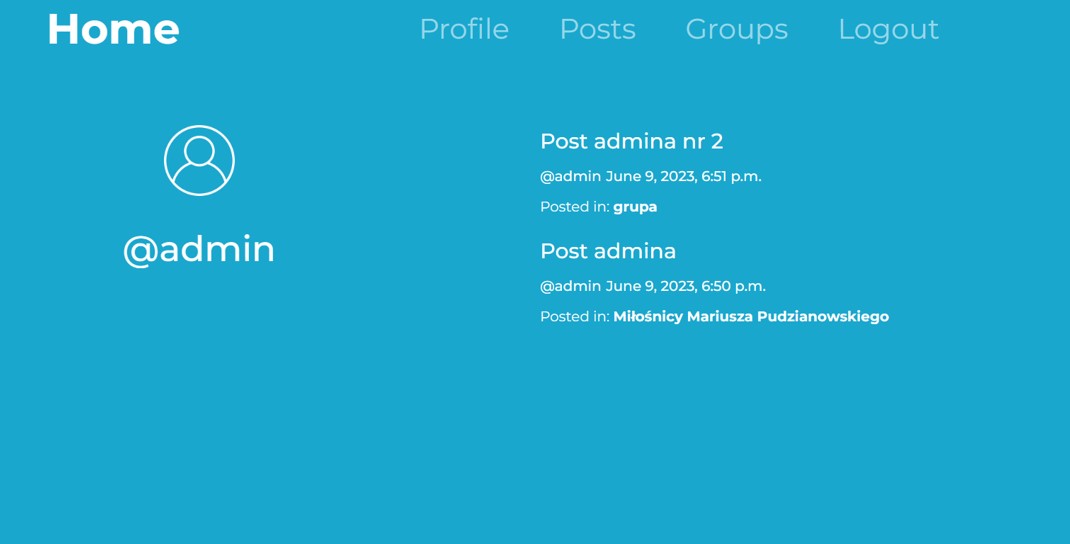 Home
Profile Posts Groups Logout
@admin
Post admina nr 2
@admin June 9, 2023, 6:51 p.m.
Posted in: grupa
Post admina
@admin June 9, 2023, 6:50 p.m.
Posted in: Miłośnicy Mariusza Pudzianowskiego